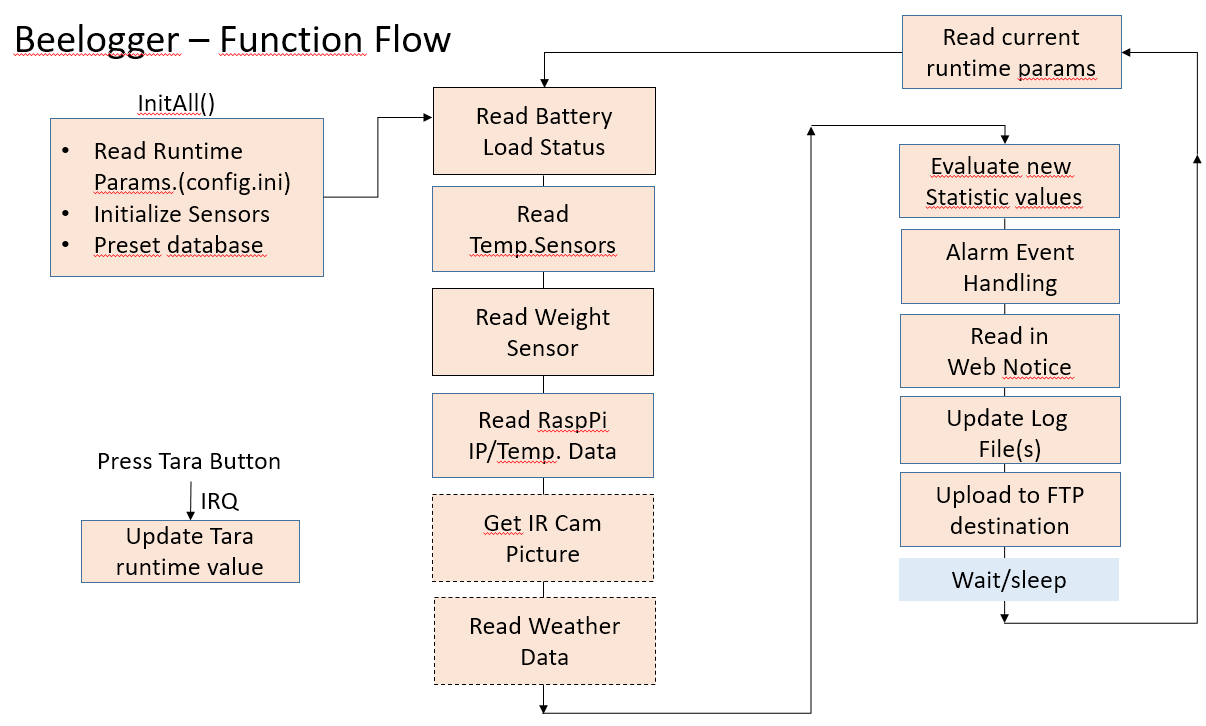 Beelogger – Function Flow
InitAll()
• Read Runtime
Params.(config.ini)
• Initialize Sensors
• Preset database
Press Tara Button
IRQ
Update Tara
runtime value
Read Battery
Load Status
Read
Temp.Sensors
Read Weight
Sensor
Read RaspPi
IP/Temp. Data
Get IR Cam
Picture
Read Weather
Data
Read current
runtime params
Evaluate new
Statistic values
Alarm Event
Handling
Read in
Web Notice
Update Log
File(s)
Upload to FTP
destination
Wait/sleep